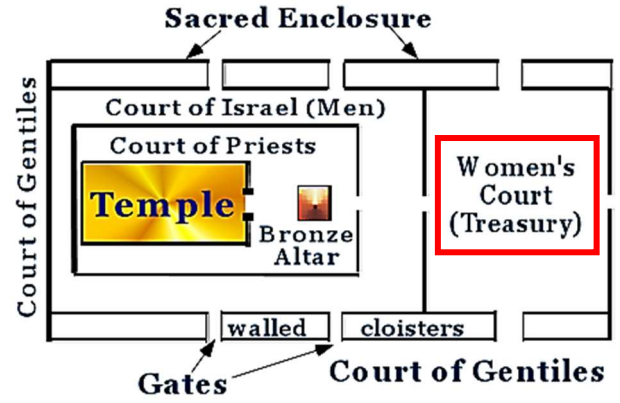 Sacred Enclosure
Court of Gentiles
Court of Israel (Men)
Court of Priests
Temple
Bronze
Altar
Women's
Court
(Treasury)
walled
cloisters
Gates
Court of Gentiles